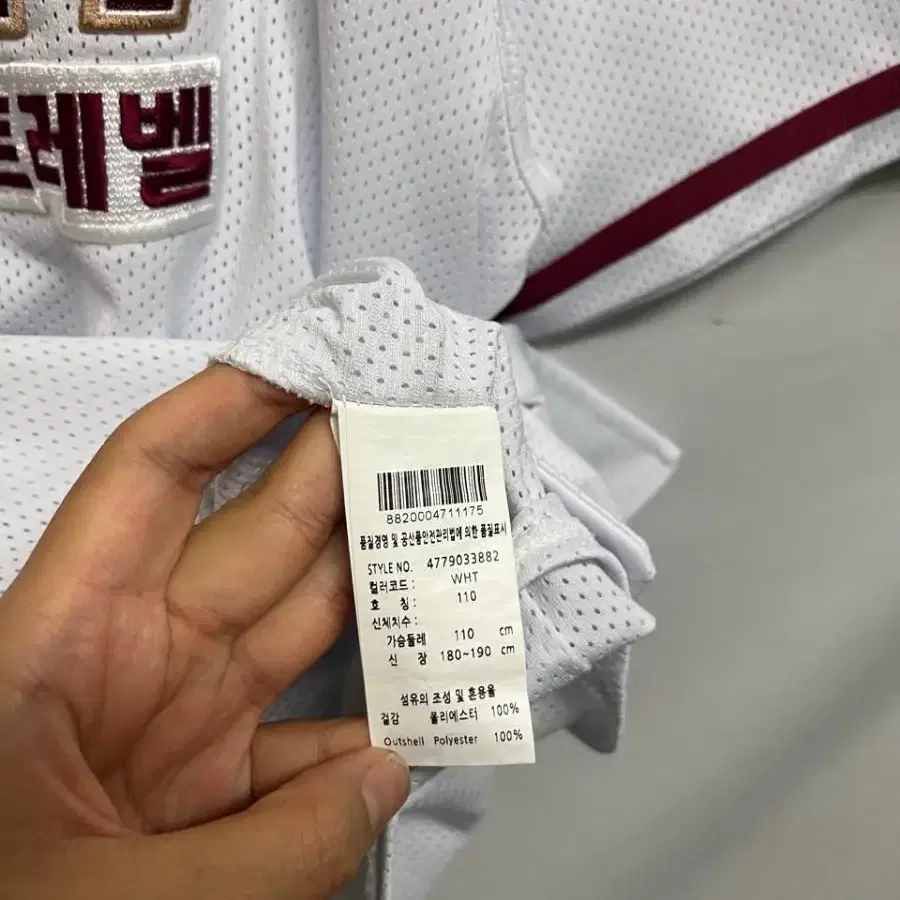 트레벨
8820004711175
품질경영 및 공산품안전관리법에 의한 품질표시
STYLE NO. 4779033882
컬러코드 : WHT
호 칭 : 110
신체치수 :
가슴둘레 110 cm
신 장 180~190 cm
섬유의 조성 및 혼용율
겉감 폴리에스터 100%
Outshell Polyester 100%